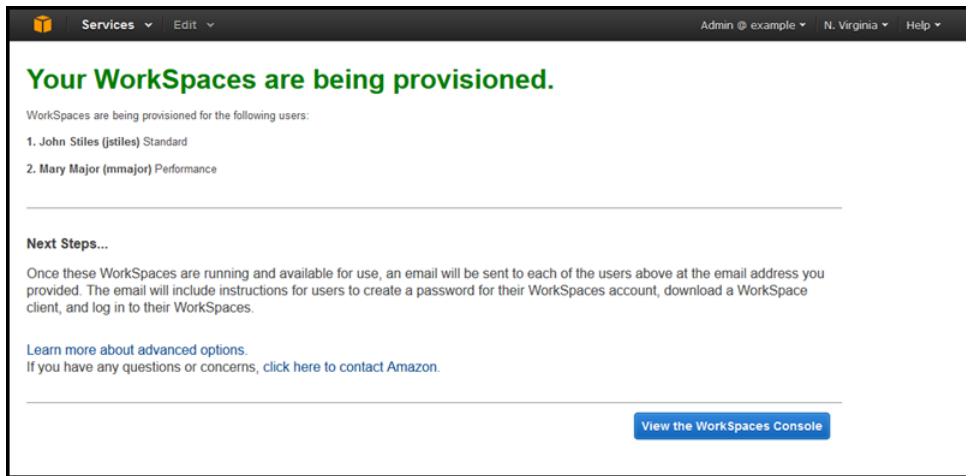 Services Edit Admin @ example N. Virginia Help
Your WorkSpaces are being provisioned.
WorkSpaces are being provisioned for the following users:
1. John Stiles (jstiles) Standard
2. Mary Major (mmajor) Performance
Next Steps...
Once these WorkSpaces are running and available for use, an email will be sent to each of the users above at the email address you
provided. The email will include instructions for users to create a password for their WorkSpaces account, download a WorkSpace
client, and log in to their WorkSpaces.
Learn more about advanced options.
If you have any questions or concerns, click here to contact Amazon.
View the WorkSpaces Console